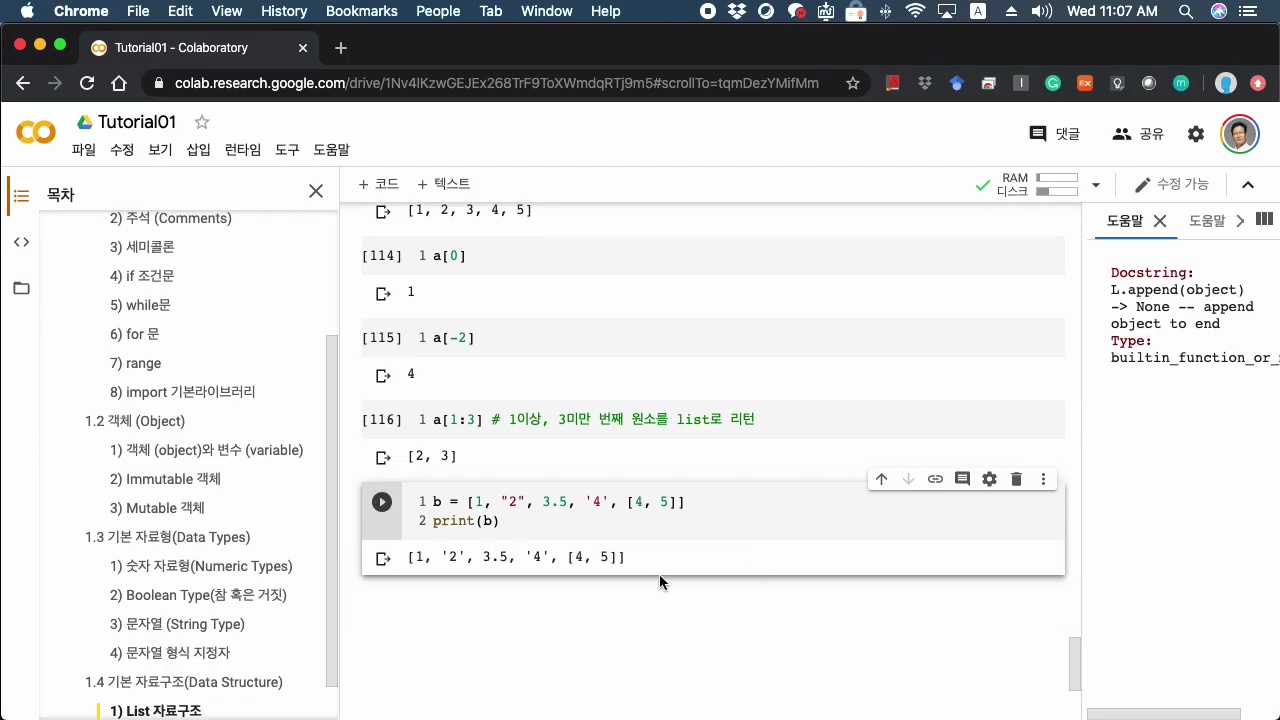 Chrome File Edit View History Bookmarks People Tab Window Help A Wed 11:07 AM
Tutorial01 - Colaboratory
colab.research.google.com/drive/1Nv4lKzwGEJEx268TrF9ToXWmdqRTj9m5#scrollTo=tqmDezYMifMm
Tutorial01
댓글 공유
파일 수정 보기 삽입 런타임 도구 도움말
목차
+ 코드 + 텍스트
RAM
디스크
수정 가능
2) 주석 (Comments)
3) 세미콜론
4) if 조건문
5) while문
6) for 문
7) range
8) import 기본라이브러리
1.2 객체 (Object)
1) 객체 (object)와 변수 (variable)
2) Immutable 객체
3) Mutable 객체
1.3 기본 자료형(Data Types)
1) 숫자 자료형(Numeric Types)
2) Boolean Type(참 혹은 거짓)
3) 문자열 (String Type)
4) 문자열 형식 지정자
1.4 기본 자료구조(Data Structure)
1) List 자료구조
[1, 2, 3, 4, 5]
[114] 1 a[0]
1
[115] 1 a[-2]
4
[116] 1 a[1:3] # 1이상, 3미만 번째 원소를 list로 리턴
[2, 3]
1 b = [1, "2", 3.5, '4', [4, 5]]
2 print(b)
[1, '2', 3.5, '4', [4, 5]]
도움말 도움말
Docstring:
L.append(object)
-> None -- append
object to end
Type:
builtin_function_or_